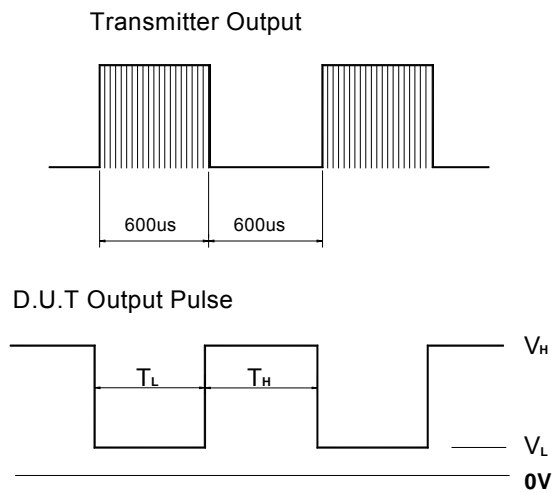 Transmitter Output
600us 600us
D.U.T Output Pulse
VH
TL TH
VL
0V